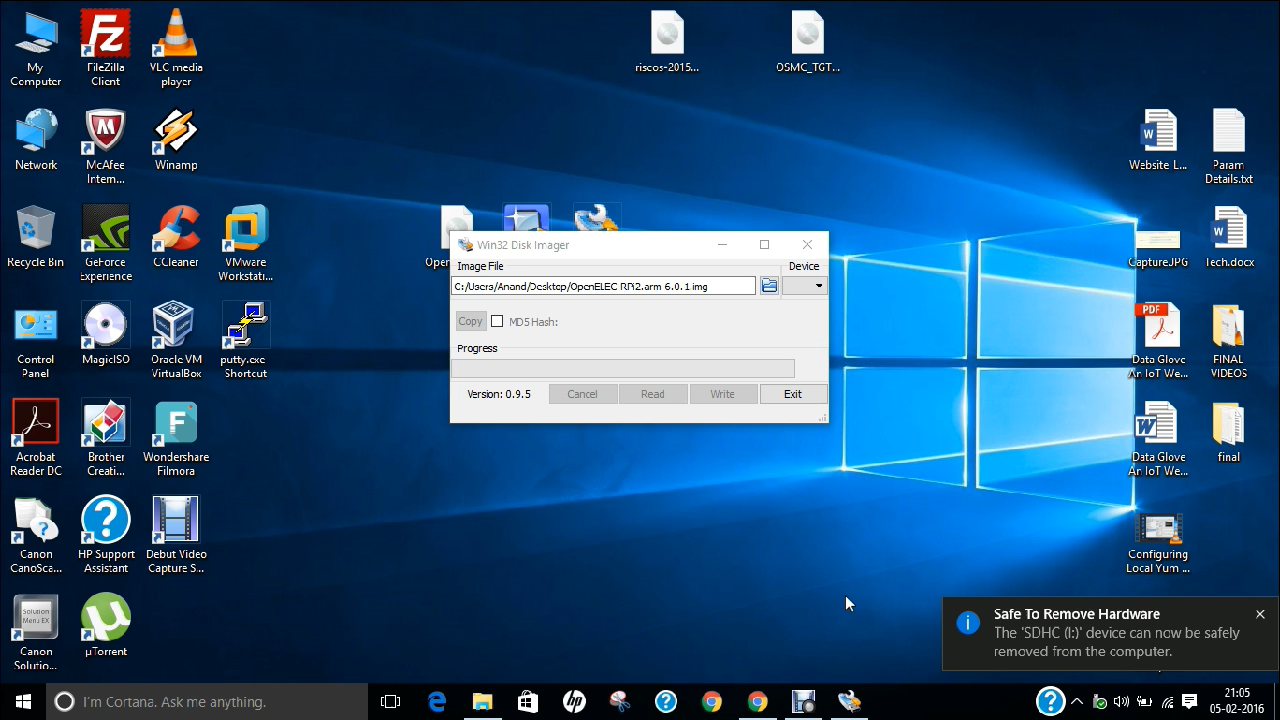 My
Computer
FileZilla
Client
VLC media
player
riscos-2015...
OSMC_TGT...
Network
McAfee
Intern...
Winamp
Website L...
Param
Details.txt
Recycle Bin
GeForce
Experience
CCleaner
VMware
Workstati...
CaptureJPG
Tech.docx
Win32 Disk Imager
Image File
Device
C:/Users/Anand/Desktop/OpenELEC-RPi2.arm-6.0.1.img
Copy
MD5 Hash:
Progress
Version: 0.9.5
Cancel
Read
Write
Exit
Control
Panel
MagicISO
Oracle VM
VirtualBox
putty.exe -
Shortcut
PDF
Data Glove
An IoT We...
FINAL
VIDEOS
Acrobat
Reader DC
Brother
Creati...
Wondershare
Filmora
Data Glove
An IoT We...
final
Canon
CanoSca...
HP Support
Assistant
Debut Video
Capture S...
Configuring
Local Yum ...
Solution
Menu EX
Canon
Solutio...
µTorrent
Safe To Remove Hardware
The 'SDHC (I:)' device can now be safely
removed from the computer.
I'm Cortana. Ask me anything.
21:05
05-02-2016